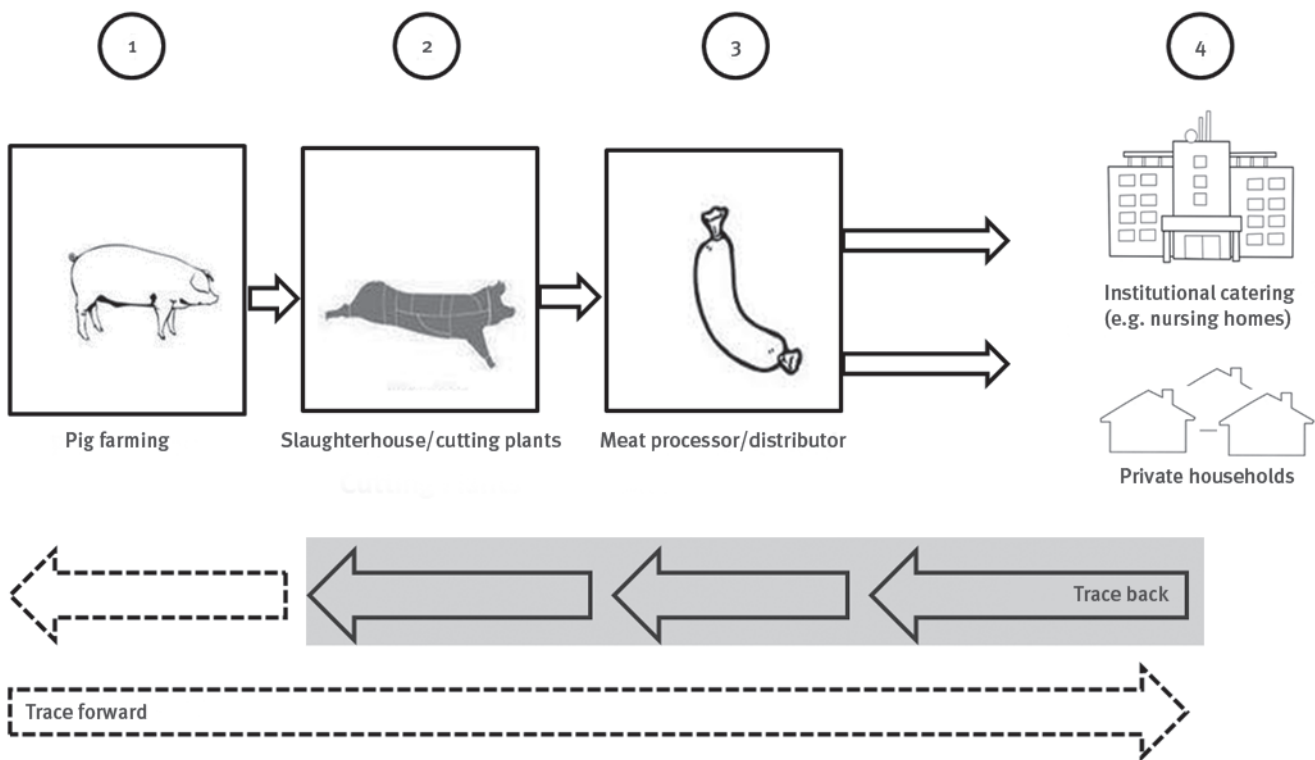 1
2
3
4
Institutional catering
(e.g. nursing homes)
Pig farming
Slaughterhouse/cutting plants
Meat processor/distributor
Private households
Trace back
Trace forward